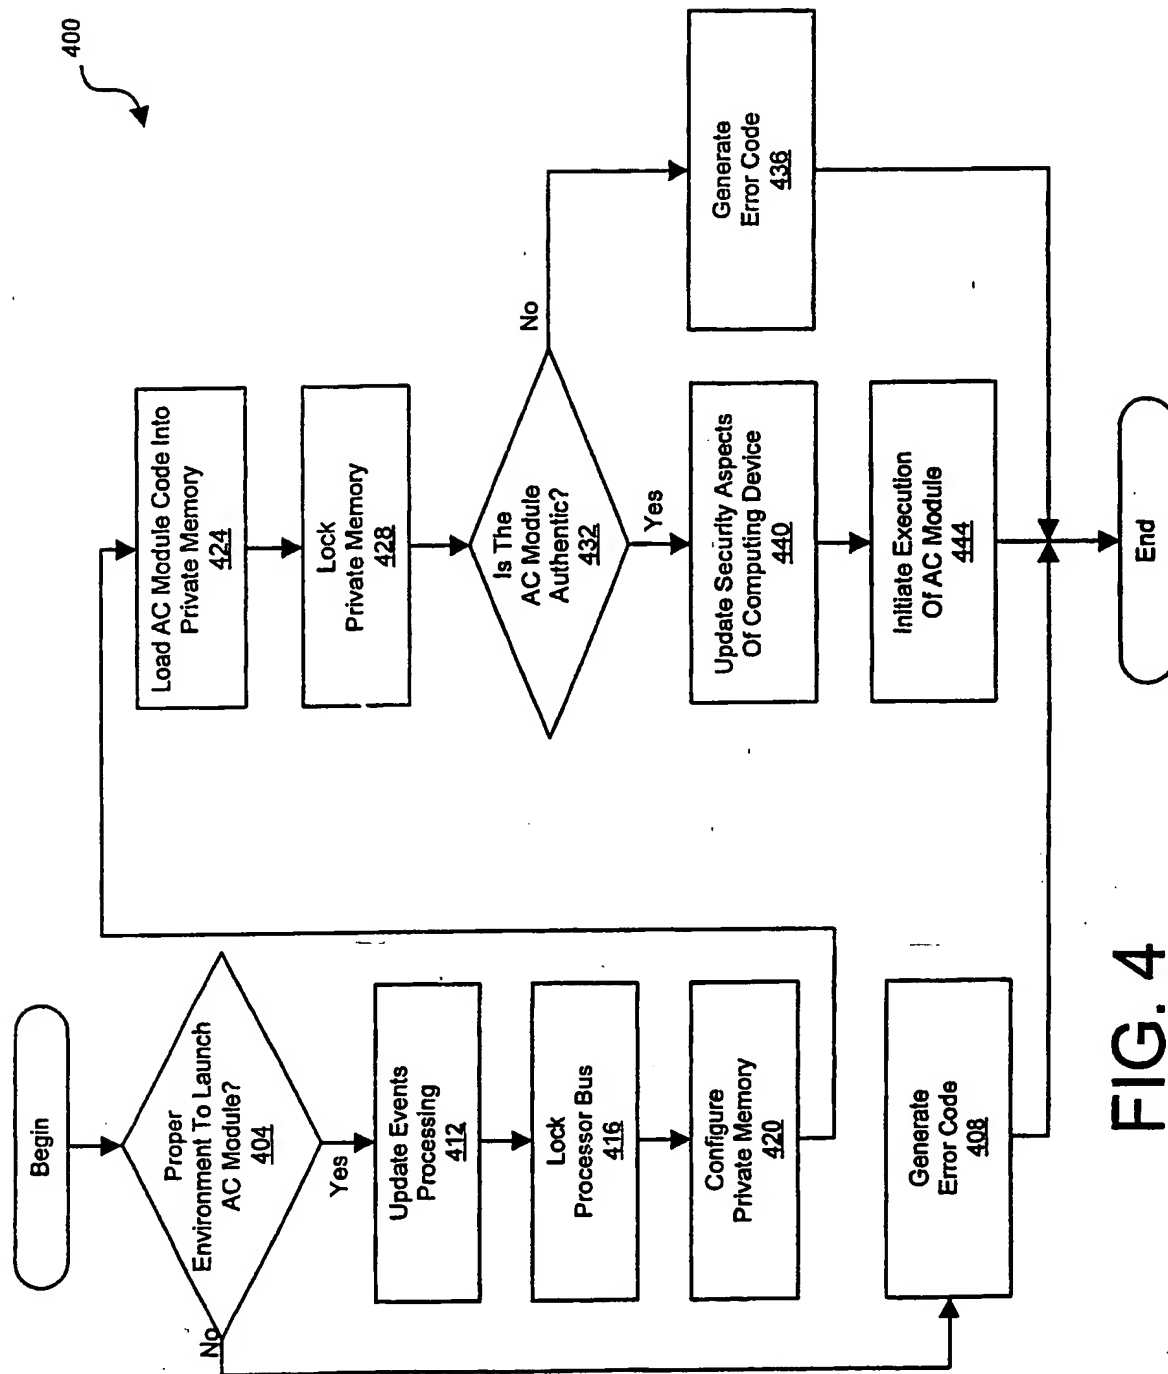 400
Begin
Proper
Environment To Launch
AC Module?
404
No
Yes
Update Events
Processing
412
Lock
Processor Bus
416
Configure
Private Memory
420
Generate
Error Code
408
Load AC Module Code Into
Private Memory
424
Lock
Private Memory
428
Is The
AC Module
Authentic?
432
No
Yes
Generate
Error Code
436
Update Security Aspects
Of Computing Device
440
Initiate Execution
Of AC Module
444
End
FIG. 4